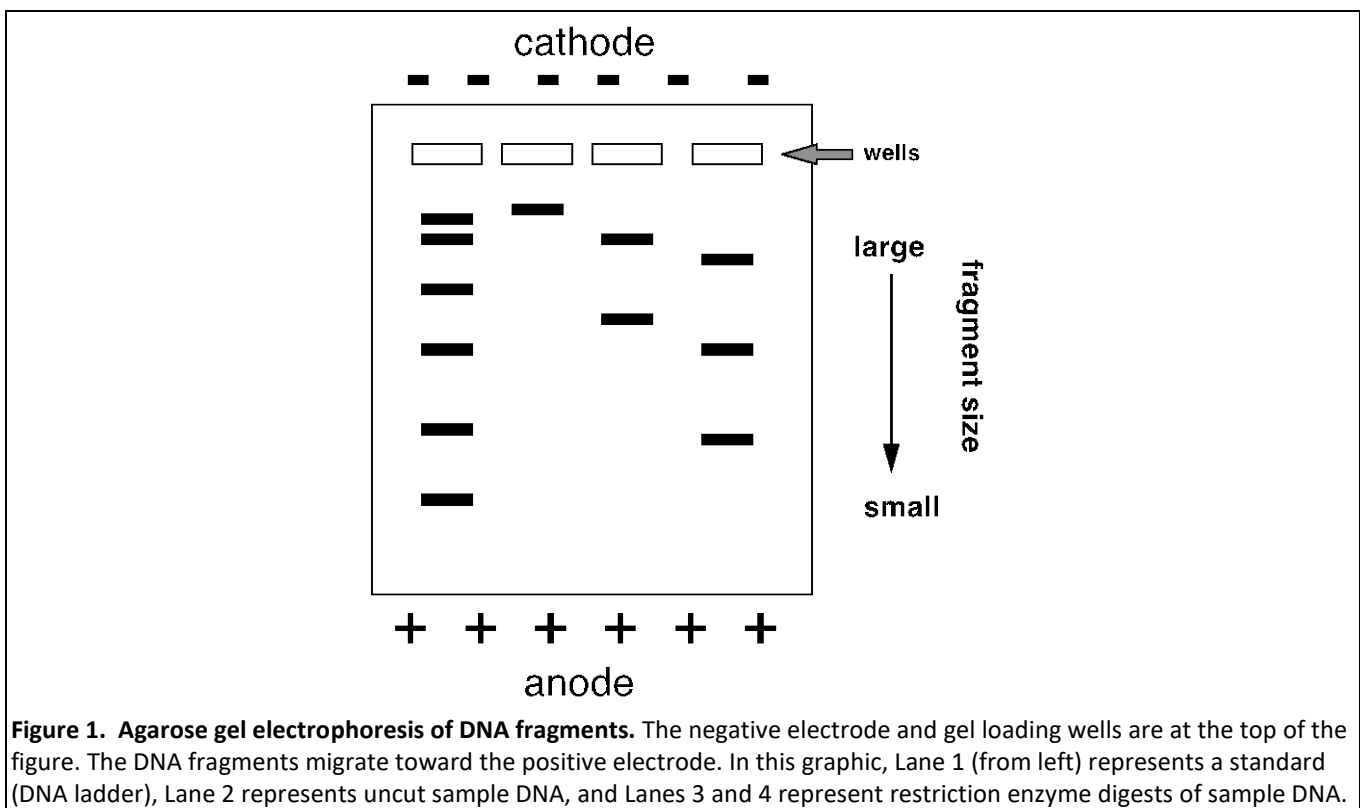 cathode
- - - - - -
wells
large
fragment size
small
+ + + + + +
anode
Figure 1. Agarose gel electrophoresis of DNA fragments. The negative electrode and gel loading wells are at the top of the
figure. The DNA fragments migrate toward the positive electrode. In this graphic, Lane 1 (from left) represents a standard
(DNA ladder), Lane 2 represents uncut sample DNA, and Lanes 3 and 4 represent restriction enzyme digests of sample DNA.